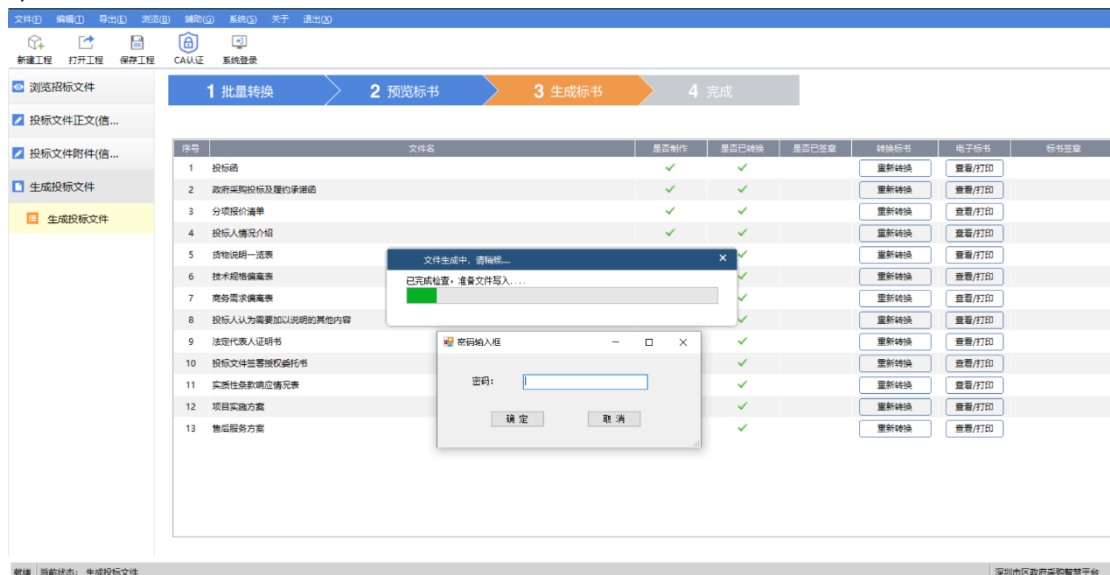 文件(F) 编辑(I) 导出(E) 浏览(B) 辅助(G) 系统(S) 关于 退出(X)
新建工程 打开工程 保存工程 CA认证 系统登录
浏览招标文件
投标文件正文(信...
投标文件附件(信...
生成投标文件
生成投标文件
1 批量转换 2 预览标书 3 生成标书 4 完成
序号 文件名 是否制作 是否已转换 是否已签章 转换标书 电子标书 标书签章
1 投标函 重新转换 查看/打印
2 政府采购投标及履约承诺函 重新转换 查看/打印
3 分项报价清单 重新转换 查看/打印
4 投标人情况介绍 重新转换 查看/打印
5 货物说明一览表 重新转换 查看/打印
6 技术规格偏离表 重新转换 查看/打印
7 商务需求偏离表 重新转换 查看/打印
8 投标人认为需要加以说明的其他内容 重新转换 查看/打印
9 法定代表人证明书 重新转换 查看/打印
10 投标文件签署授权委托书 重新转换 查看/打印
11 实质性条款响应情况表 重新转换 查看/打印
12 项目实施方案 重新转换 查看/打印
13 售后服务方案 重新转换 查看/打印
文件生成中，请稍候....
已完成检查，准备文件写入....
密码输入框
密码：
确 定 取 消
就绪 当前状态： 生成投标文件 深圳市区政府采购智慧平台